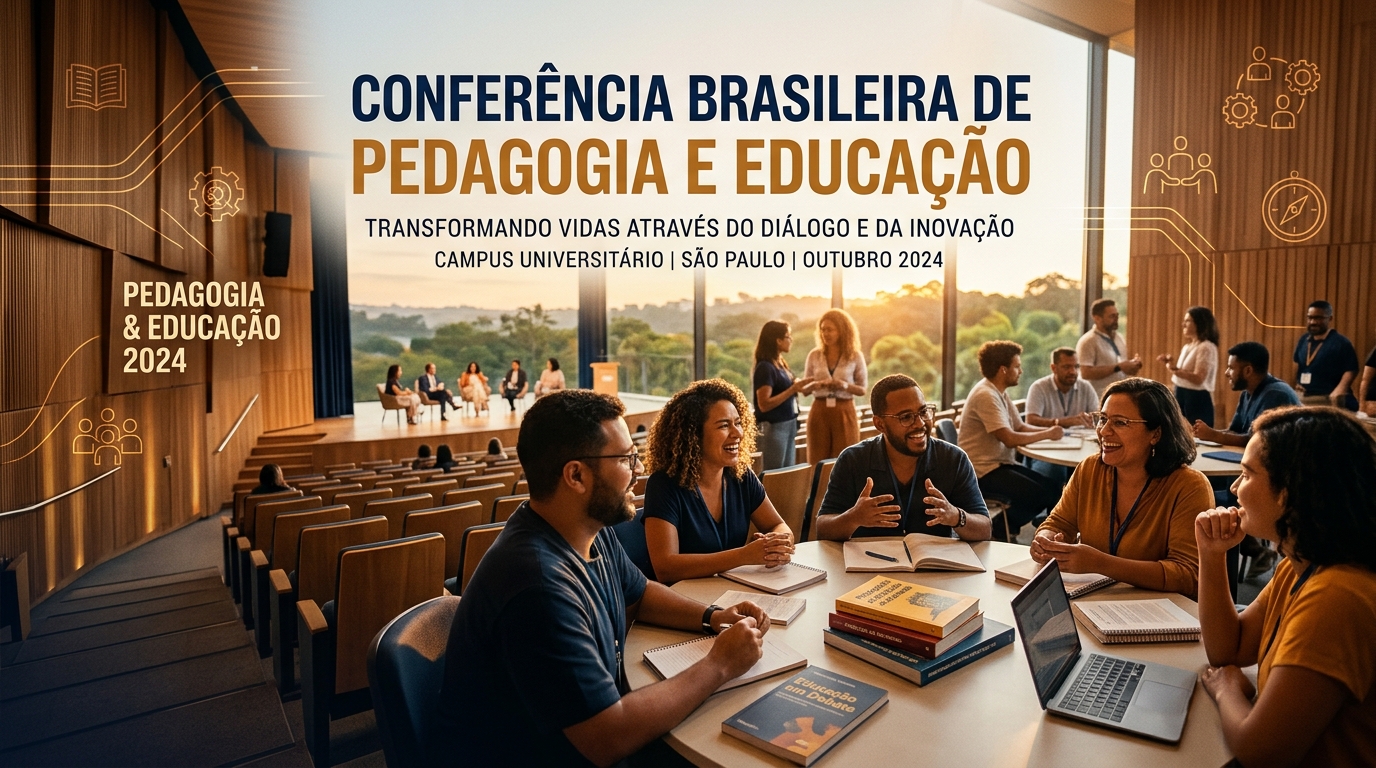 CONFERÊNCIA BRASILEIRA DE
PEDAGOGIA E EDUCAÇÃO
TRANSFORMANDO VIDAS ATRAVÉS DO DIÁLOGO E DA INOVAÇÃO
CAMPUS UNIVERSITÁRIO | SÃO PAULO | OUTUBRO 2024
PEDAGOGIA
& EDUCAÇÃO
2024
Educação
em Debate